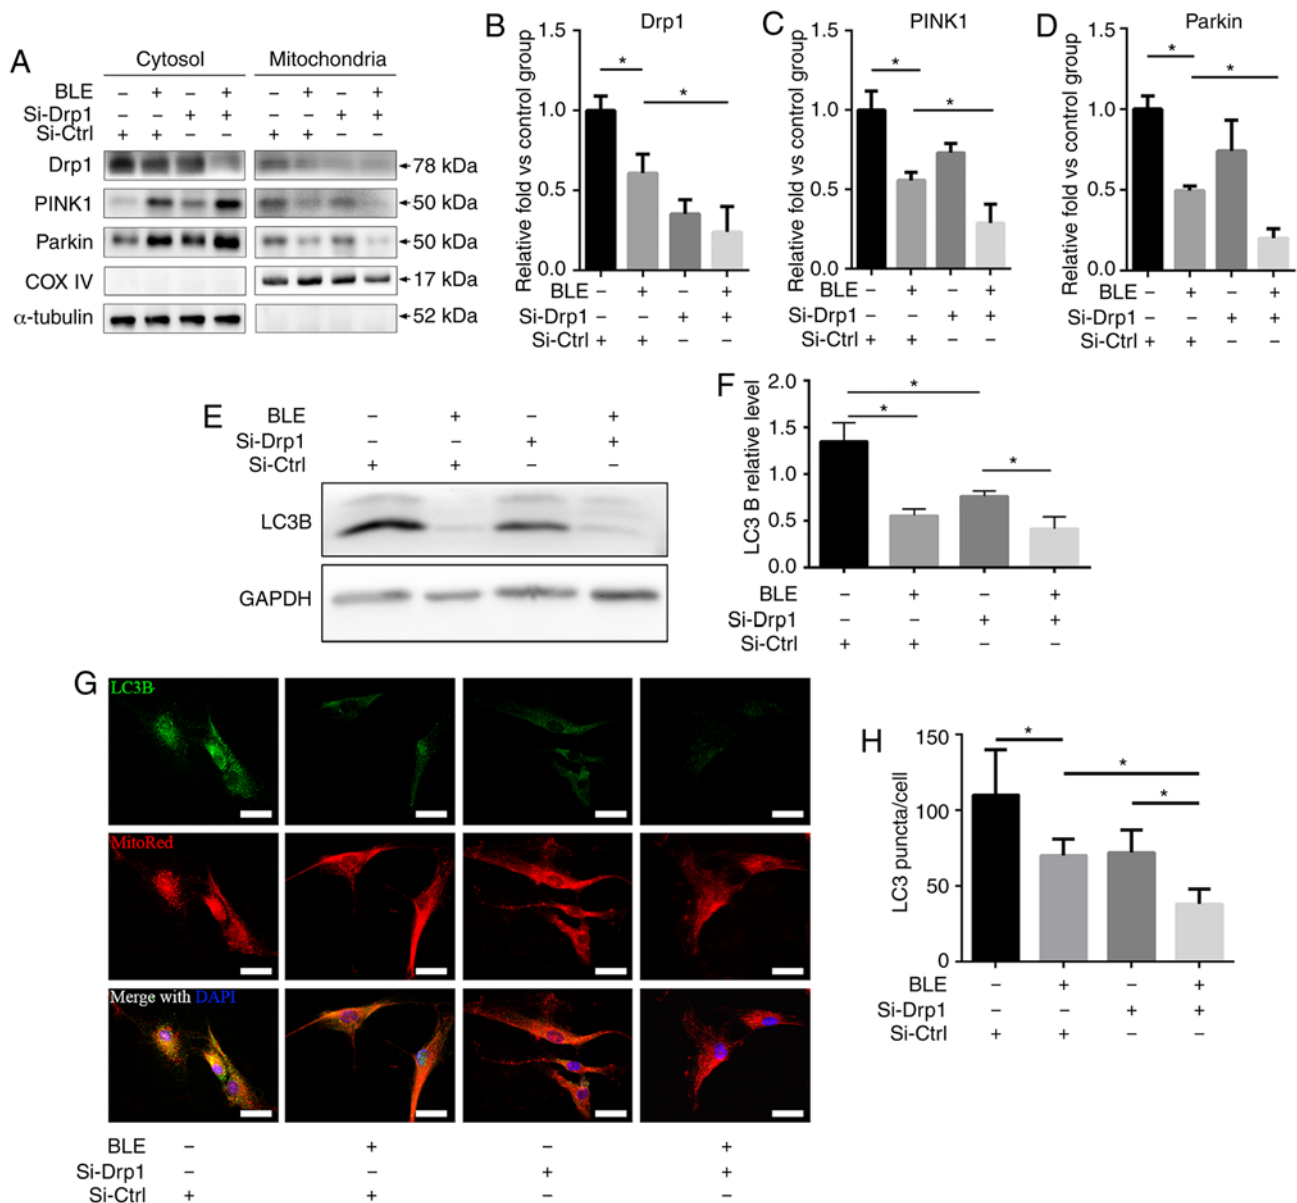 A
Cytosol Mitochondria
BLE – + – + – + – +
Si-Drp1 – – + + – – + +
Si-Ctrl + + – – + + – –
Drp1 78 kDa
PINK1 50 kDa
Parkin 50 kDa
COX IV 17 kDa
α-tubulin 52 kDa
B
Drp1
Relative fold vs control group
1.5
1.0
0.5
0.0
* *
BLE – + – +
Si-Drp1 – – + +
Si-Ctrl + + – –
C
PINK1
Relative fold vs control group
1.5
1.0
0.5
0.0
* *
BLE – + – +
Si-Drp1 – – + +
Si-Ctrl + + – –
D
Parkin
Relative fold vs control group
1.5
1.0
0.5
0.0
* *
BLE – + – +
Si-Drp1 – – + +
Si-Ctrl + + – –
E
BLE – + – +
Si-Drp1 – – + +
Si-Ctrl + + – –
LC3B
GAPDH
F
LC3 B relative level
2.0
1.5
1.0
0.5
0.0
* * *
BLE – + – +
Si-Drp1 – – + +
Si-Ctrl + + – –
G
LC3B
MitoRed
Merge with DAPI
BLE – + – +
Si-Drp1 – – + +
Si-Ctrl + + – –
H
LC3 puncta/cell
150
100
50
0
* * *
BLE – + – +
Si-Drp1 – – + +
Si-Ctrl + + – –